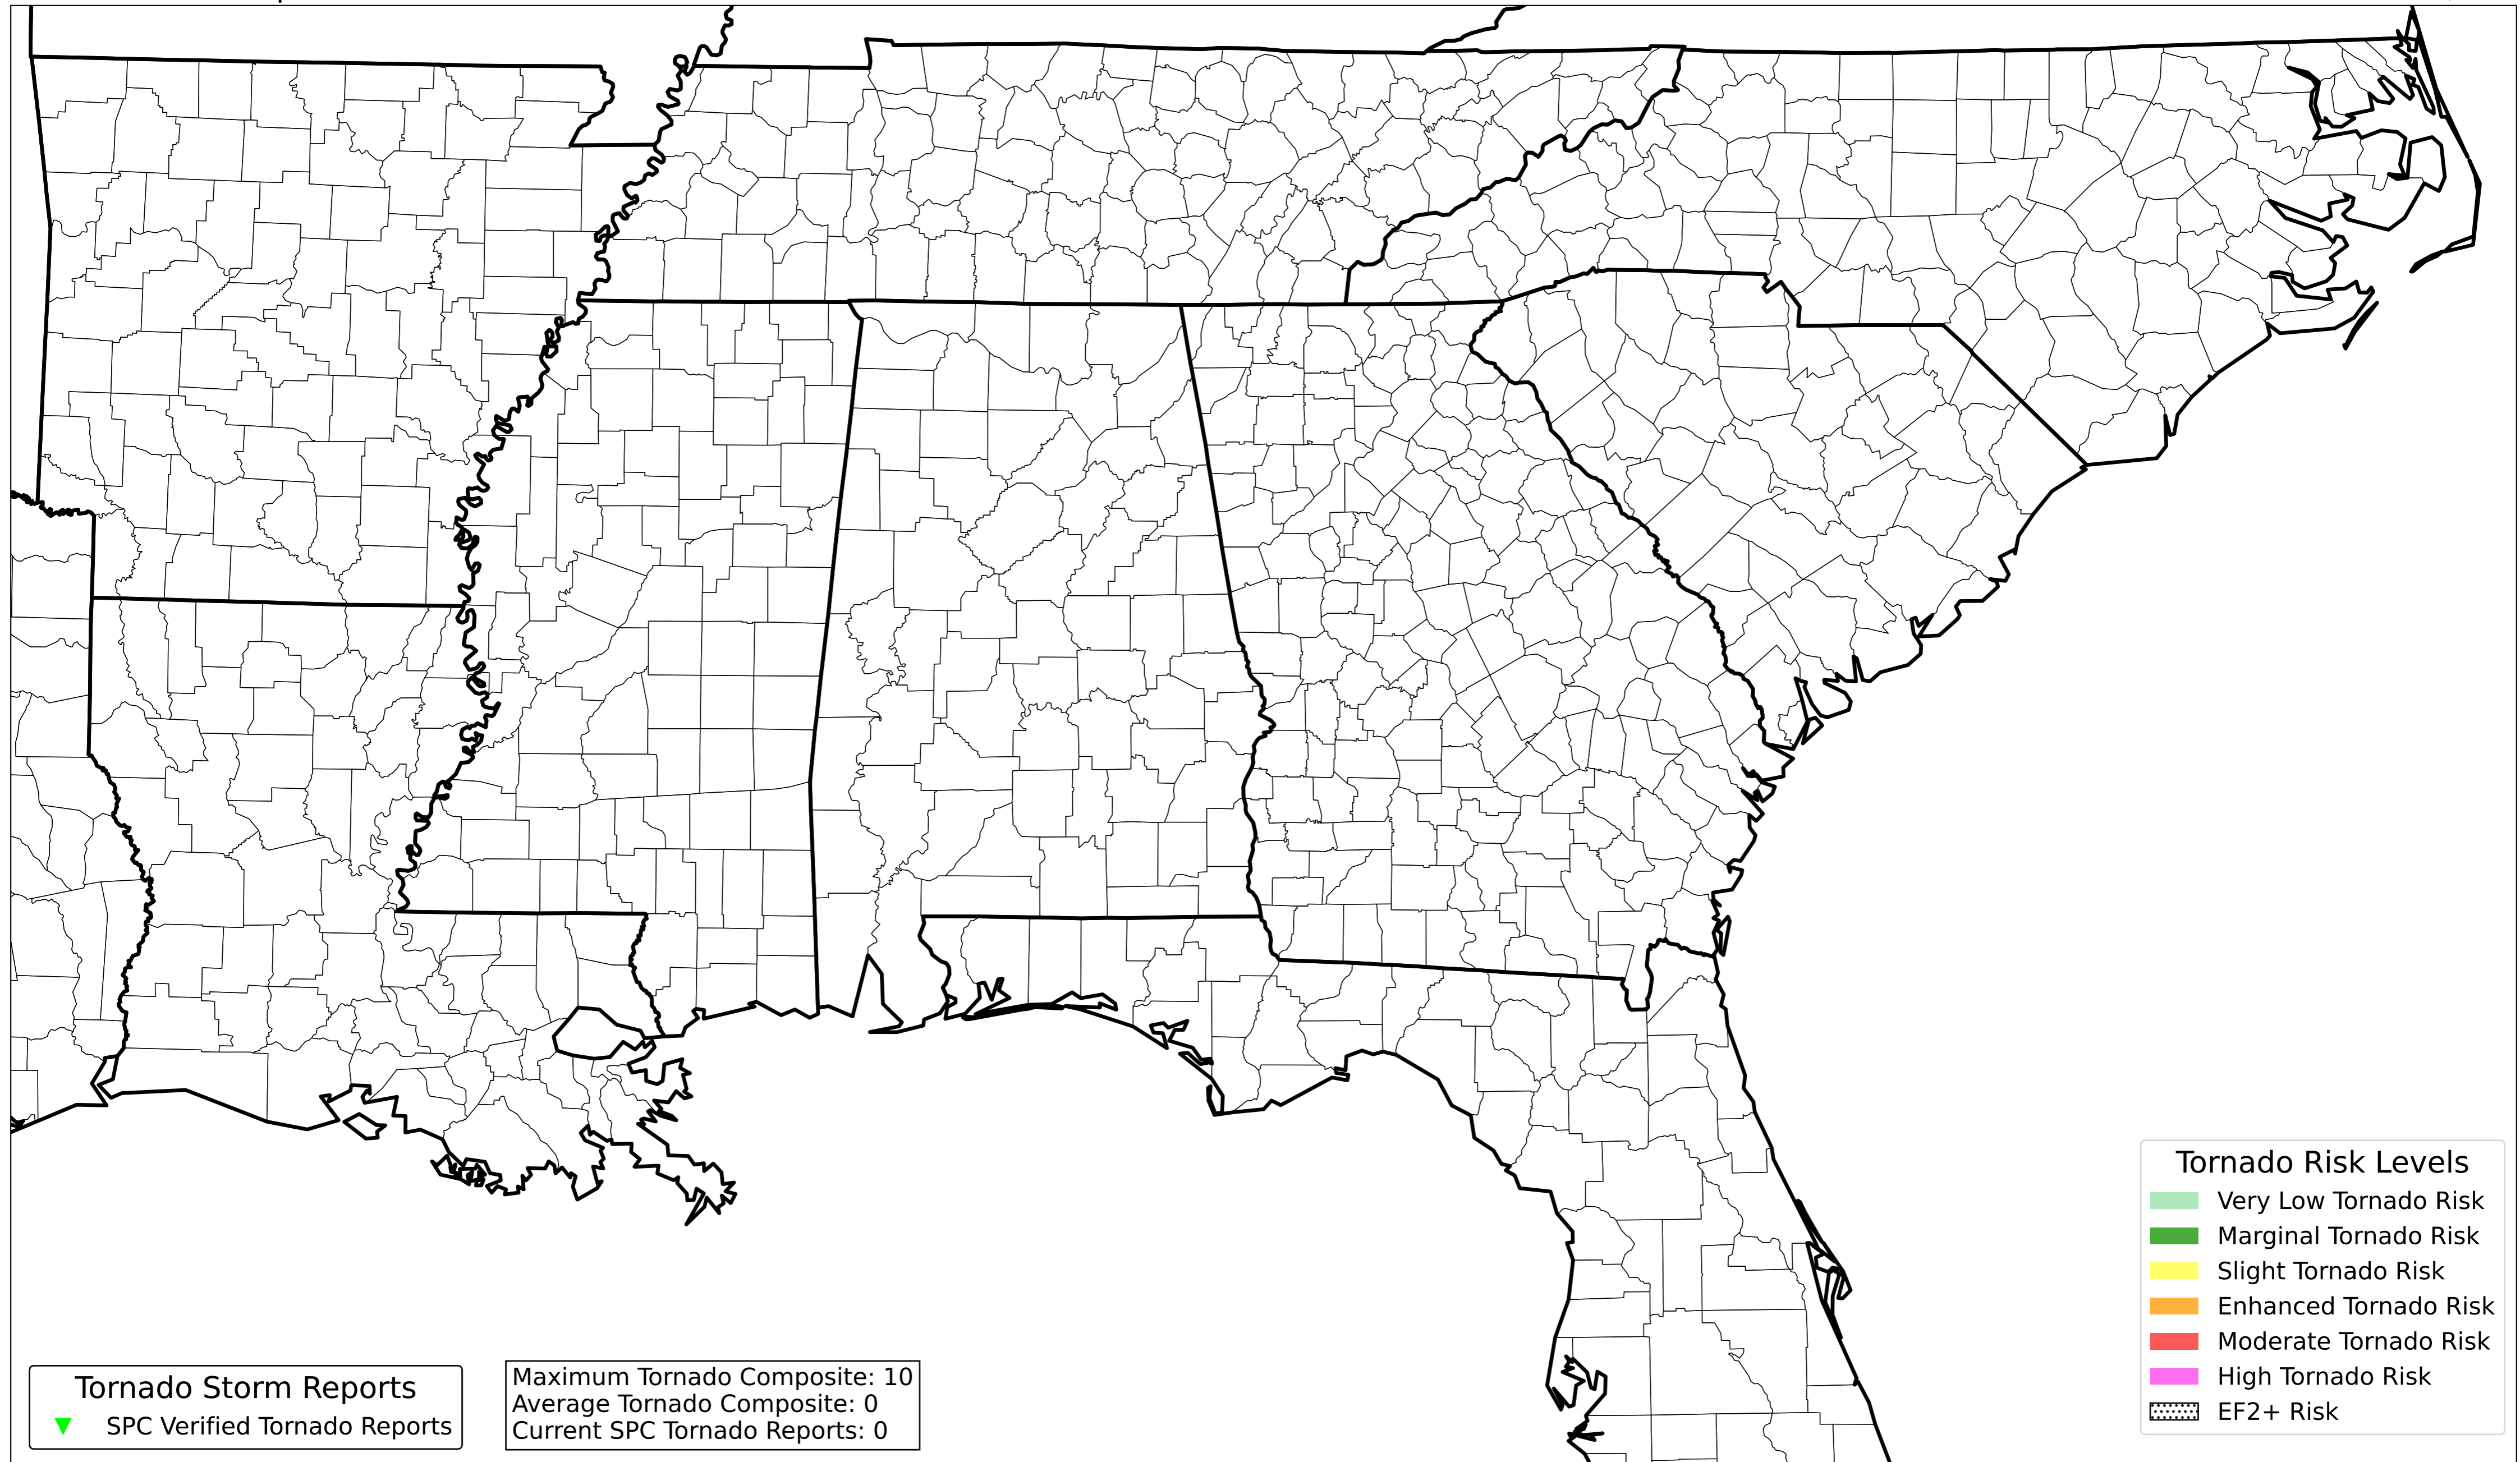 Tornado Storm Reports
SPC Verified Tornado Reports
Maximum Tornado Composite: 10
Average Tornado Composite: 0
Current SPC Tornado Reports: 0
Tornado Risk Levels
Very Low Tornado Risk
Marginal Tornado Risk
Slight Tornado Risk
Enhanced Tornado Risk
Moderate Tornado Risk
High Tornado Risk
EF2+ Risk